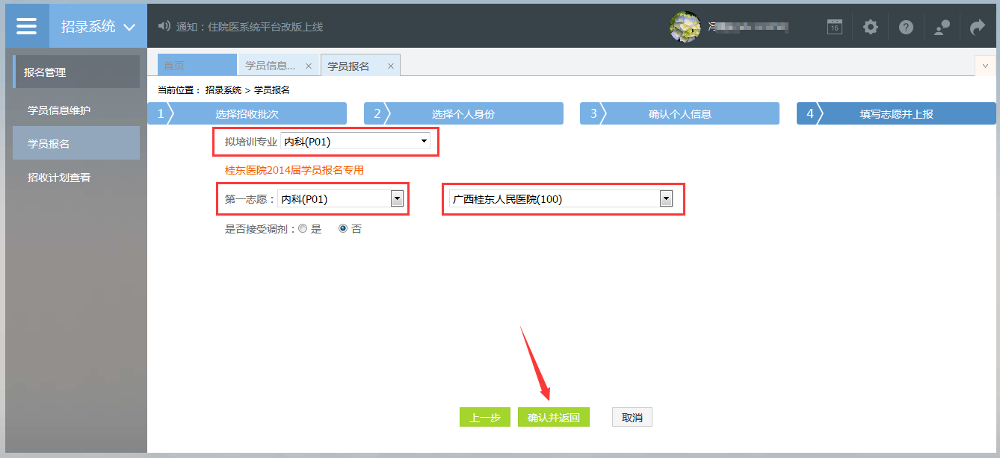 招录系统
通知：住院医系统平台改版上线
冯
15
报名管理
学员信息维护
学员报名
招收计划查看
首页
学员信息...
学员报名
当前位置： 招录系统 > 学员报名
1 选择招收批次
2 选择个人身份
3 确认个人信息
4 填写志愿并上报
拟培训专业 内科(P01)
桂东医院2014届学员报名专用
第一志愿： 内科(P01) 广西桂东人民医院(100)
是否接受调剂： 是 否
上一步 确认并返回 取消